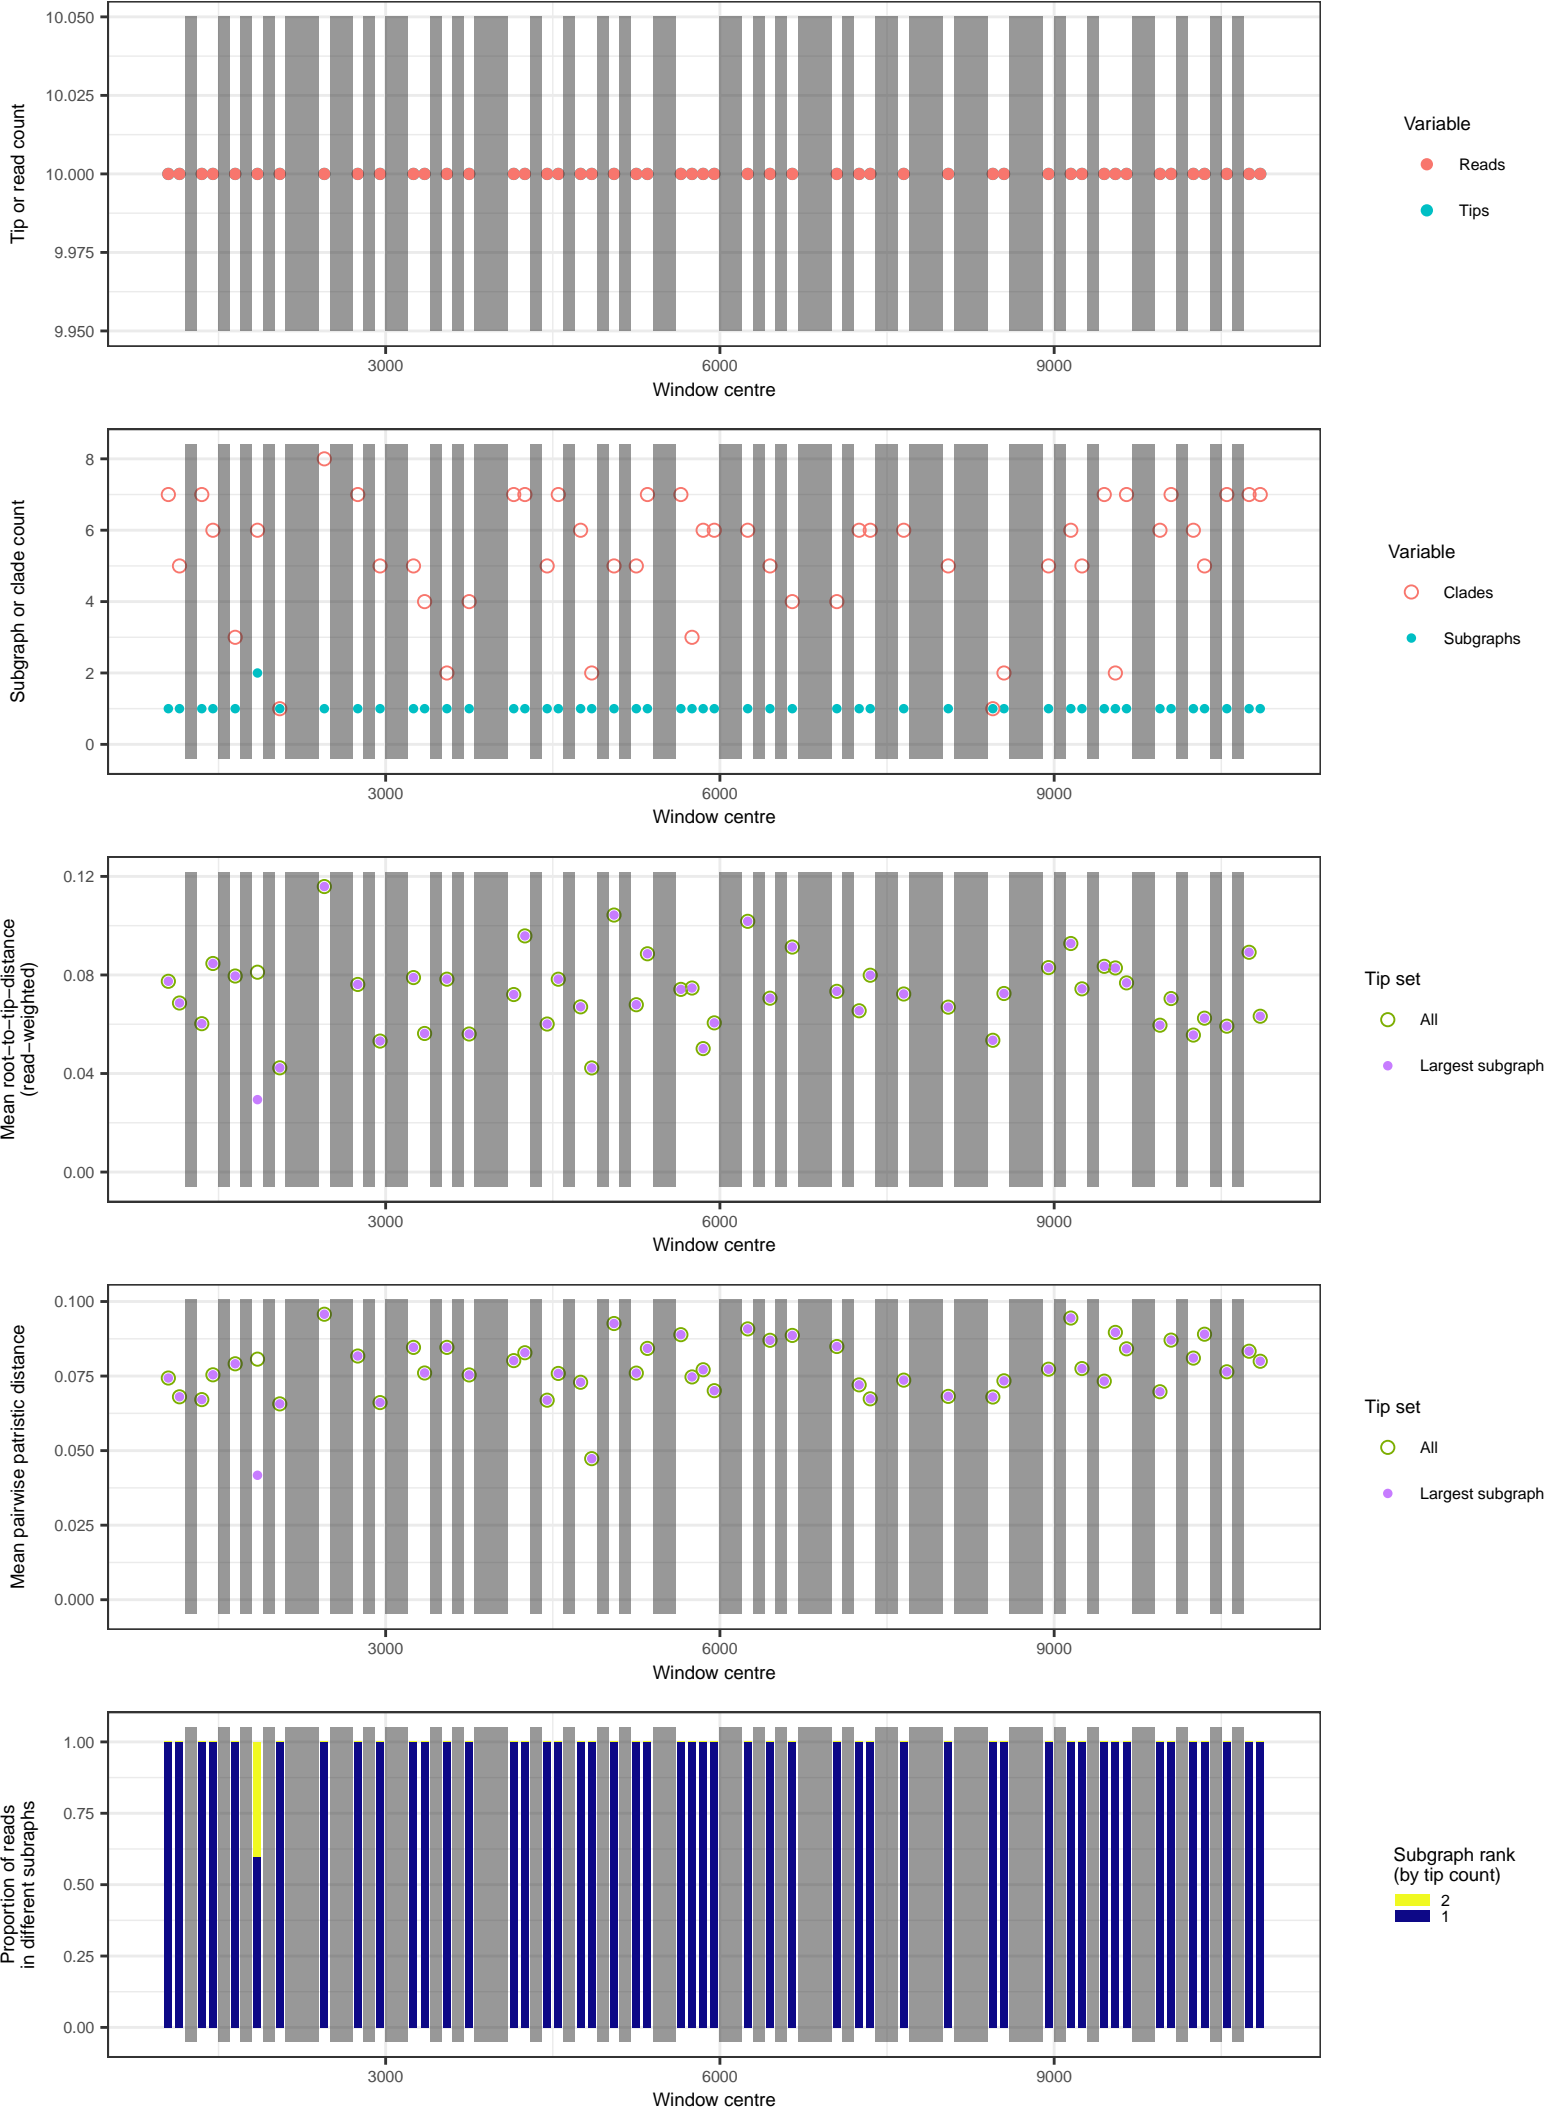 10.050
10.025
10.000
9.975
9.950
Tip or read count
3000 6000 9000
Window centre
Variable
Reads
Tips
8
6
4
2
0
Subgraph or clade count
3000 6000 9000
Window centre
Variable
Clades
Subgraphs
0.12
0.08
0.04
0.00
Mean root−to−tip−distance
(read−weighted)
3000 6000 9000
Window centre
Tip set
All
Largest subgraph
0.100
0.075
0.050
0.025
0.000
Mean pairwise patristic distance
3000 6000 9000
Window centre
Tip set
All
Largest subgraph
1.00
0.75
0.50
0.25
0.00
Proportion of reads
in different subraphs
3000 6000 9000
Window centre
Subgraph rank
(by tip count)
2
1